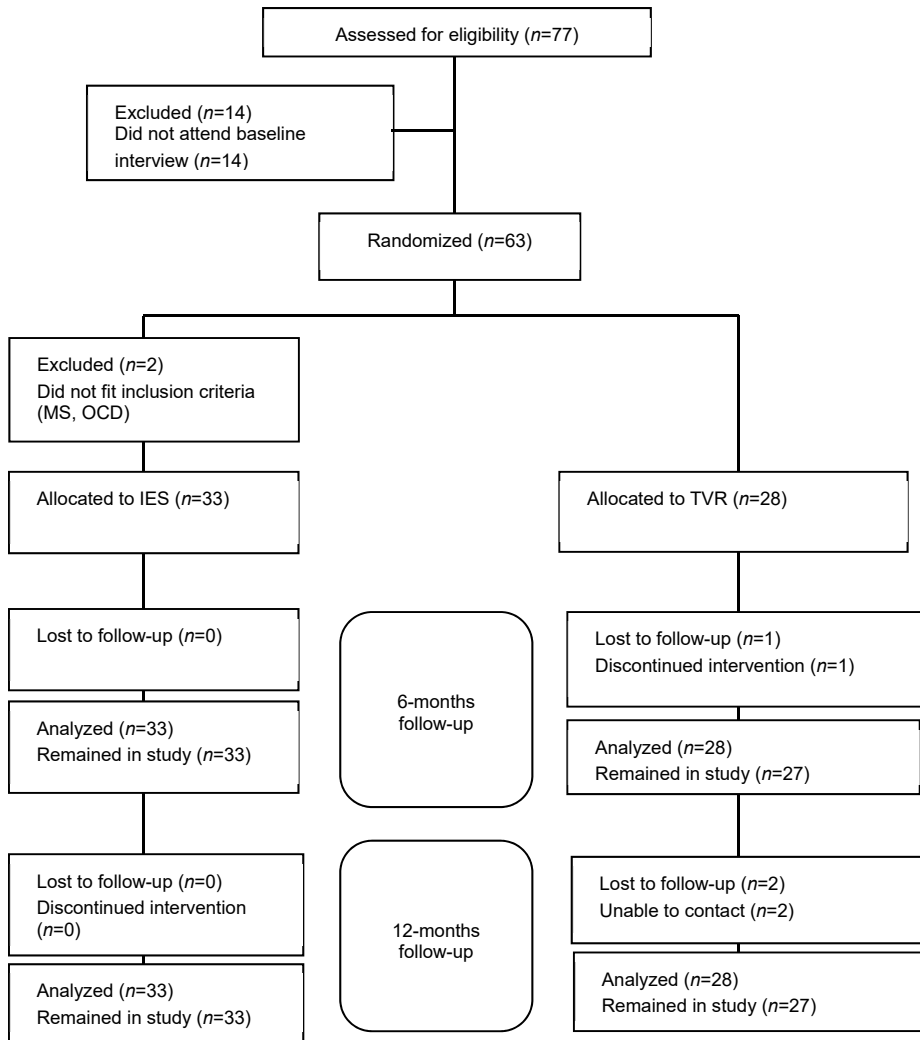 Assessed for eligibility (n=77)
Excluded (n=14)
Did not attend baseline
interview (n=14)
Randomized (n=63)
Excluded (n=2)
Did not fit inclusion criteria
(MS, OCD)
Allocated to IES (n=33)
Allocated to TVR (n=28)
Lost to follow-up (n=0)
6-months
follow-up
Lost to follow-up (n=1)
Discontinued intervention (n=1)
Analyzed (n=33)
Remained in study (n=33)
Analyzed (n=28)
Remained in study (n=27)
Lost to follow-up (n=0)
Discontinued intervention
(n=0)
12-months
follow-up
Lost to follow-up (n=2)
Unable to contact (n=2)
Analyzed (n=33)
Remained in study (n=33)
Analyzed (n=28)
Remained in study (n=27)